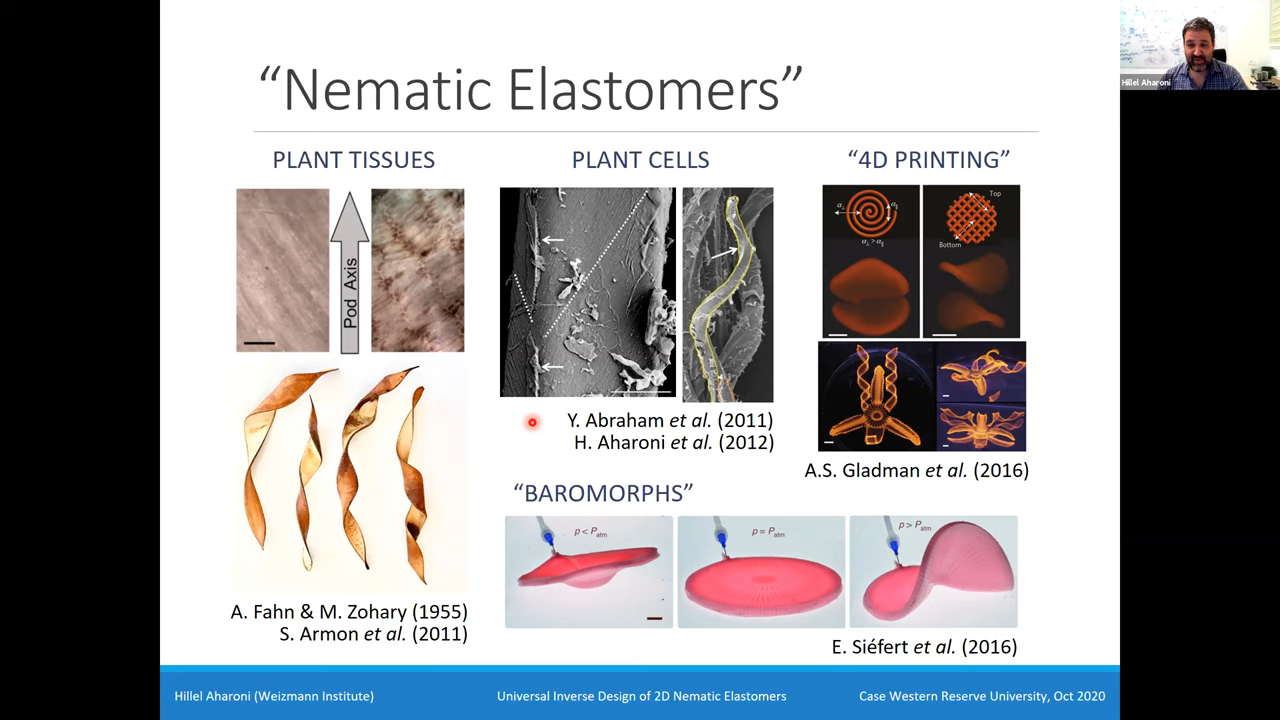 “Nematic Elastomers”
PLANT TISSUES
Pod Axis
A. Fahn & M. Zohary (1955)
S. Armon et al. (2011)
PLANT CELLS
Y. Abraham et al. (2011)
H. Aharoni et al. (2012)
“4D PRINTING”
α⊥
α∥
α⊥ > α∥
Top
Bottom
A.S. Gladman et al. (2016)
“BAROMORPHS”
p < Patm
p = Patm
p > Patm
E. Siéfert et al. (2016)
Hillel Aharoni (Weizmann Institute)
Universal Inverse Design of 2D Nematic Elastomers
Case Western Reserve University, Oct 2020
Hillel Aharoni